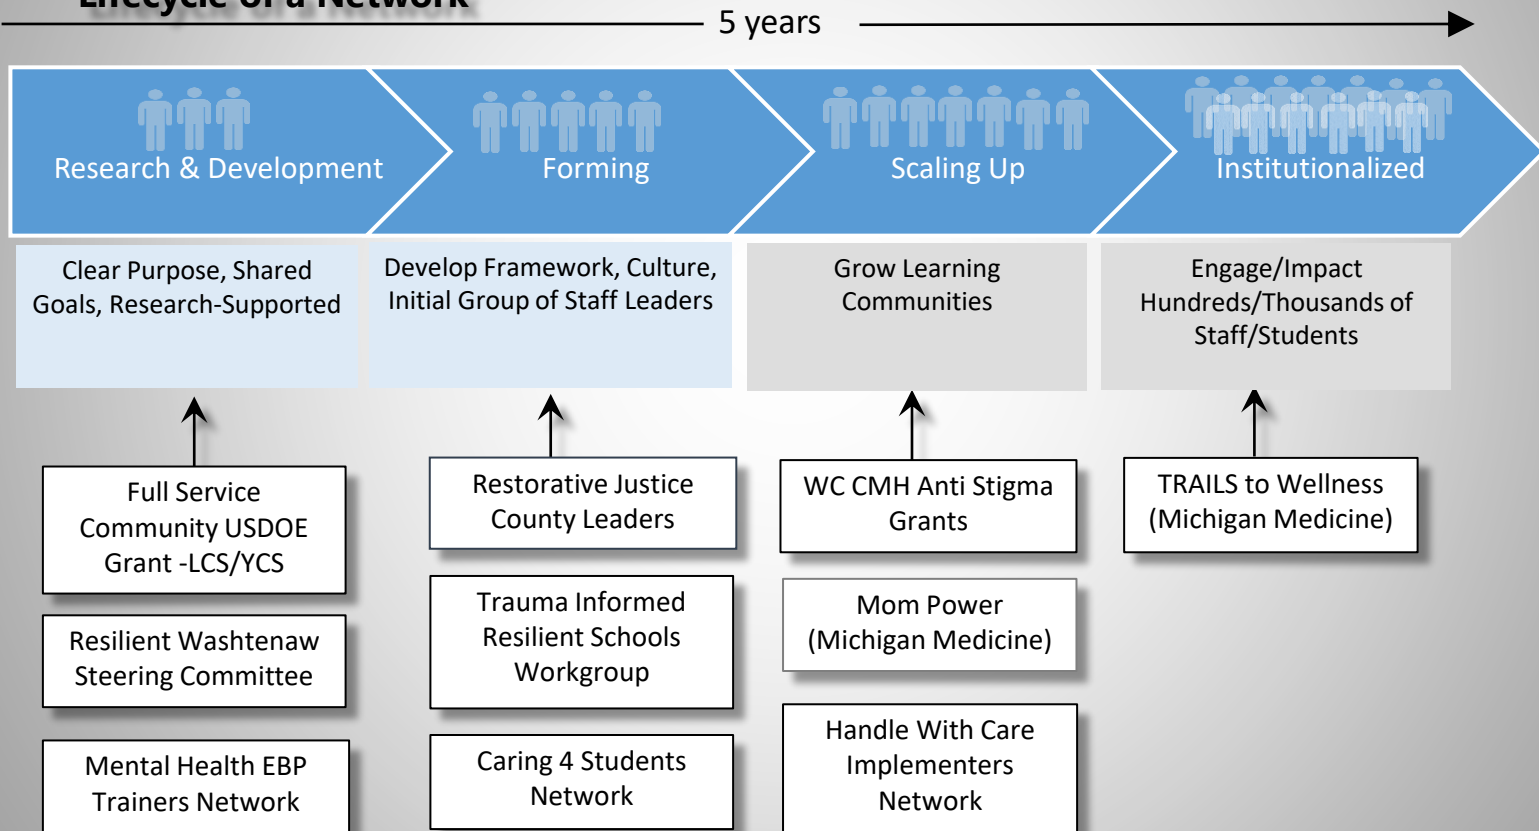 Lifecycle of a Network
5 years
Research & Development
Forming
Scaling Up
Institutionalized
Clear Purpose, Shared
Goals, Research-Supported
Develop Framework, Culture,
Initial Group of Staff Leaders
Grow Learning
Communities
Engage/Impact
Hundreds/Thousands of
Staff/Students
Full Service
Community USDOE
Grant -LCS/YCS
Resilient Washtenaw
Steering Committee
Mental Health EBP
Trainers Network
Restorative Justice
County Leaders
Trauma Informed
Resilient Schools
Workgroup
Caring 4 Students
Network
WC CMH Anti Stigma
Grants
Mom Power
(Michigan Medicine)
Handle With Care
Implementers
Network
TRAILS to Wellness
(Michigan Medicine)